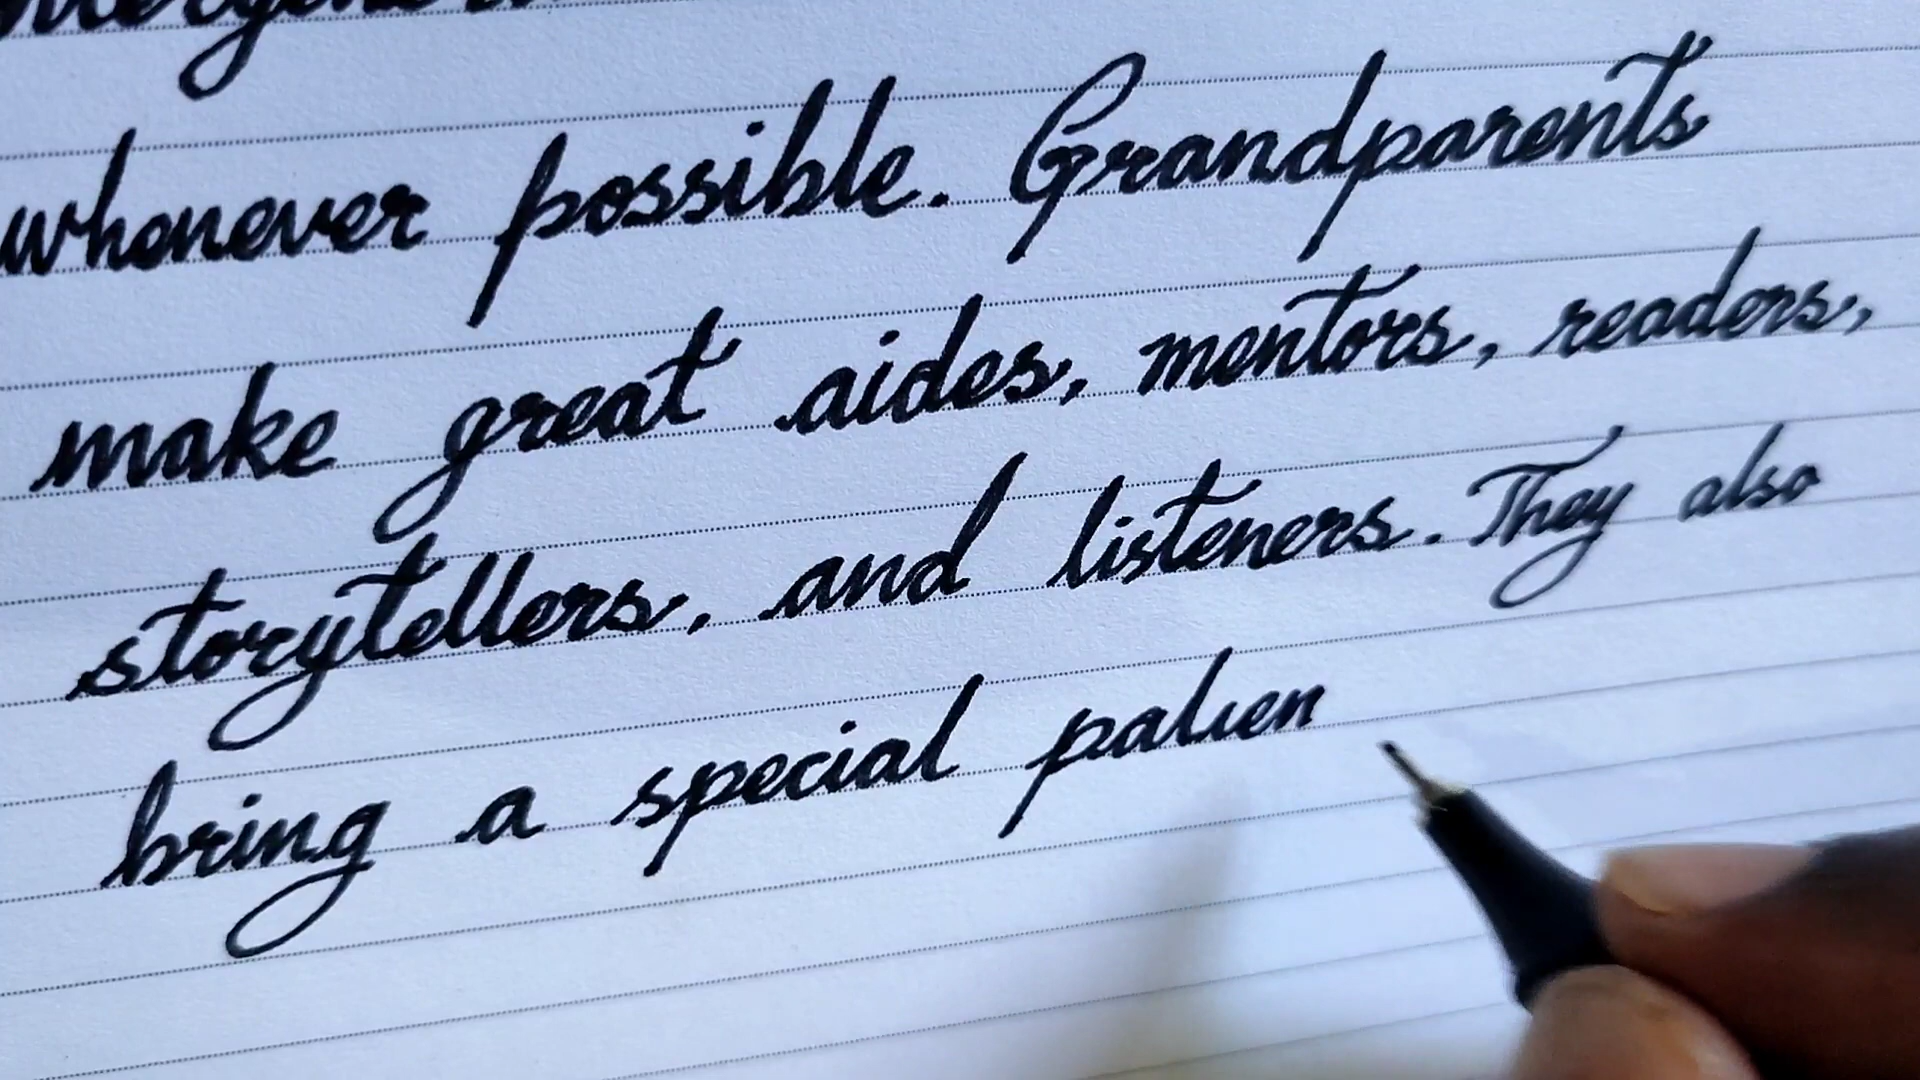 whenever possible. Grandparents
make great aides, mentors, readers,
storytellers, and listeners. They also
bring a special patien